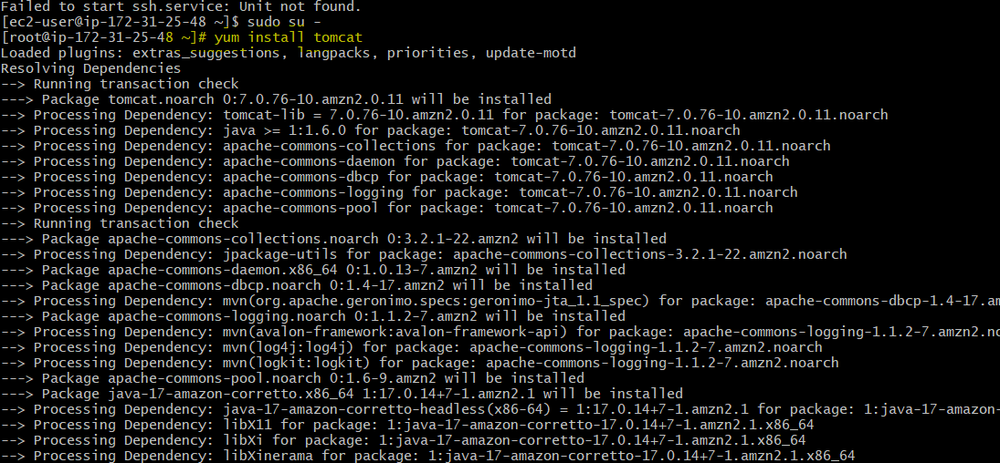 Failed to start ssh.service: Unit not found.
[ec2-user@ip-172-31-25-48 ~]$ sudo su -
[root@ip-172-31-25-48 ~]# yum install tomcat
Loaded plugins: extras_suggestions, langpacks, priorities, update-motd
Resolving Dependencies
--> Running transaction check
---> Package tomcat.noarch 0:7.0.76-10.amzn2.0.11 will be installed
--> Processing Dependency: tomcat-lib = 7.0.76-10.amzn2.0.11 for package: tomcat-7.0.76-10.amzn2.0.11.noarch
--> Processing Dependency: java >= 1:1.6.0 for package: tomcat-7.0.76-10.amzn2.0.11.noarch
--> Processing Dependency: apache-commons-collections for package: tomcat-7.0.76-10.amzn2.0.11.noarch
--> Processing Dependency: apache-commons-daemon for package: tomcat-7.0.76-10.amzn2.0.11.noarch
--> Processing Dependency: apache-commons-dbcp for package: tomcat-7.0.76-10.amzn2.0.11.noarch
--> Processing Dependency: apache-commons-logging for package: tomcat-7.0.76-10.amzn2.0.11.noarch
--> Processing Dependency: apache-commons-pool for package: tomcat-7.0.76-10.amzn2.0.11.noarch
--> Running transaction check
---> Package apache-commons-collections.noarch 0:3.2.1-22.amzn2 will be installed
--> Processing Dependency: jpackage-utils for package: apache-commons-collections-3.2.1-22.amzn2.noarch
---> Package apache-commons-daemon.x86_64 0:1.0.13-7.amzn2 will be installed
---> Package apache-commons-dbcp.noarch 0:1.4-17.amzn2 will be installed
--> Processing Dependency: mvn(org.apache.geronimo.specs:geronimo-jta_1.1_spec) for package: apache-commons-dbcp-1.4-17.am
---> Package apache-commons-logging.noarch 0:1.1.2-7.amzn2 will be installed
--> Processing Dependency: mvn(avalon-framework:avalon-framework-api) for package: apache-commons-logging-1.1.2-7.amzn2.no
--> Processing Dependency: mvn(log4j:log4j) for package: apache-commons-logging-1.1.2-7.amzn2.noarch
--> Processing Dependency: mvn(logkit:logkit) for package: apache-commons-logging-1.1.2-7.amzn2.noarch
---> Package apache-commons-pool.noarch 0:1.6-9.amzn2 will be installed
---> Package java-17-amazon-corretto.x86_64 1:17.0.14+7-1.amzn2.1 will be installed
--> Processing Dependency: java-17-amazon-corretto-headless(x86-64) = 1:17.0.14+7-1.amzn2.1 for package: 1:java-17-amazon-
--> Processing Dependency: libX11 for package: 1:java-17-amazon-corretto-17.0.14+7-1.amzn2.1.x86_64
--> Processing Dependency: libXi for package: 1:java-17-amazon-corretto-17.0.14+7-1.amzn2.1.x86_64
--> Processing Dependency: libXinerama for package: 1:java-17-amazon-corretto-17.0.14+7-1.amzn2.1.x86_64